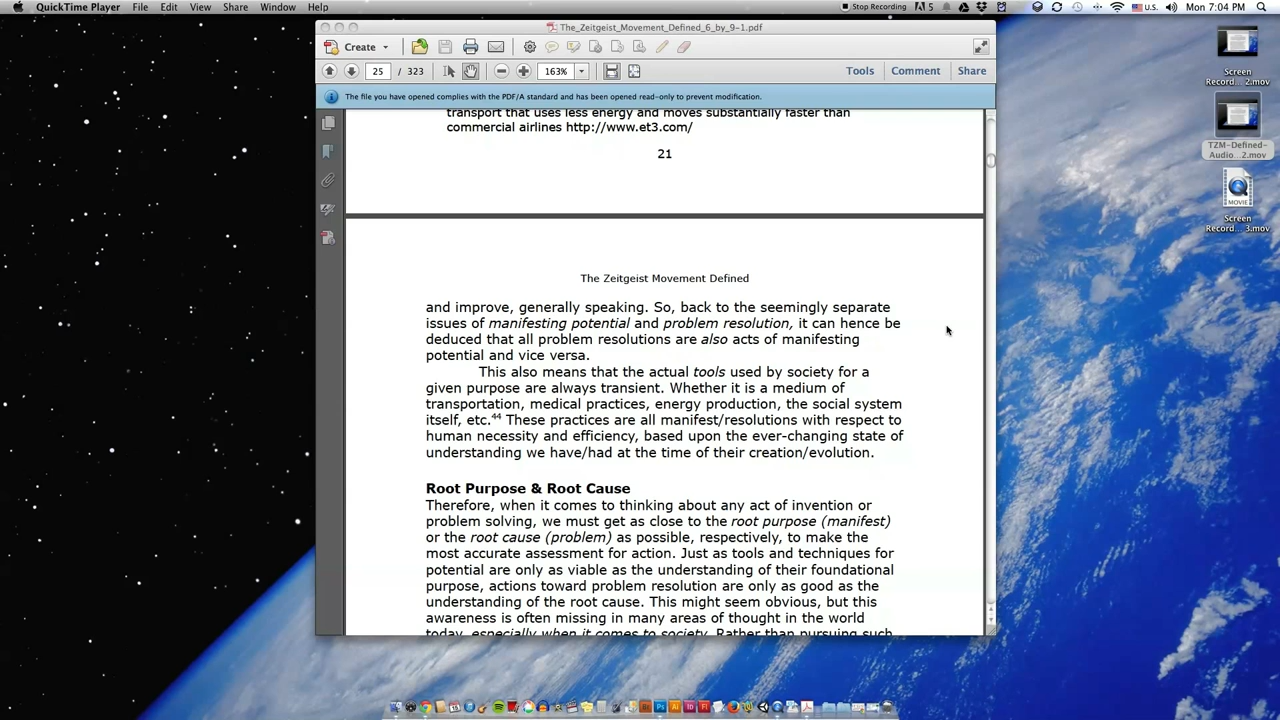 QuickTime Player File Edit View Share Window Help
Stop Recording 5 U.S. Mon 7:04 PM
The_Zeitgeist_Movement_Defined_6_by_9-1.pdf
Create
25 / 323 163% Tools Comment Share
The file you have opened complies with the PDF/A standard and has been opened read-only to prevent modification.
transport that uses less energy and moves substantially faster than
commercial airlines http://www.et3.com/
21
The Zeitgeist Movement Defined
and improve, generally speaking. So, back to the seemingly separate
issues of manifesting potential and problem resolution, it can hence be
deduced that all problem resolutions are also acts of manifesting
potential and vice versa.
This also means that the actual tools used by society for a
given purpose are always transient. Whether it is a medium of
transportation, medical practices, energy production, the social system
itself, etc.44 These practices are all manifest/resolutions with respect to
human necessity and efficiency, based upon the ever-changing state of
understanding we have/had at the time of their creation/evolution.
Root Purpose & Root Cause
Therefore, when it comes to thinking about any act of invention or
problem solving, we must get as close to the root purpose (manifest)
or the root cause (problem) as possible, respectively, to make the
most accurate assessment for action. Just as tools and techniques for
potential are only as viable as the understanding of their foundational
purpose, actions toward problem resolution are only as good as the
understanding of the root cause. This might seem obvious, but this
awareness is often missing in many areas of thought in the world
today, especially when it comes to society. Rather than pursuing such
Screen
Record... 2.mov
TZM-Defined-
Audio...2.mov
MOVIE
Screen
Record... 3.mov